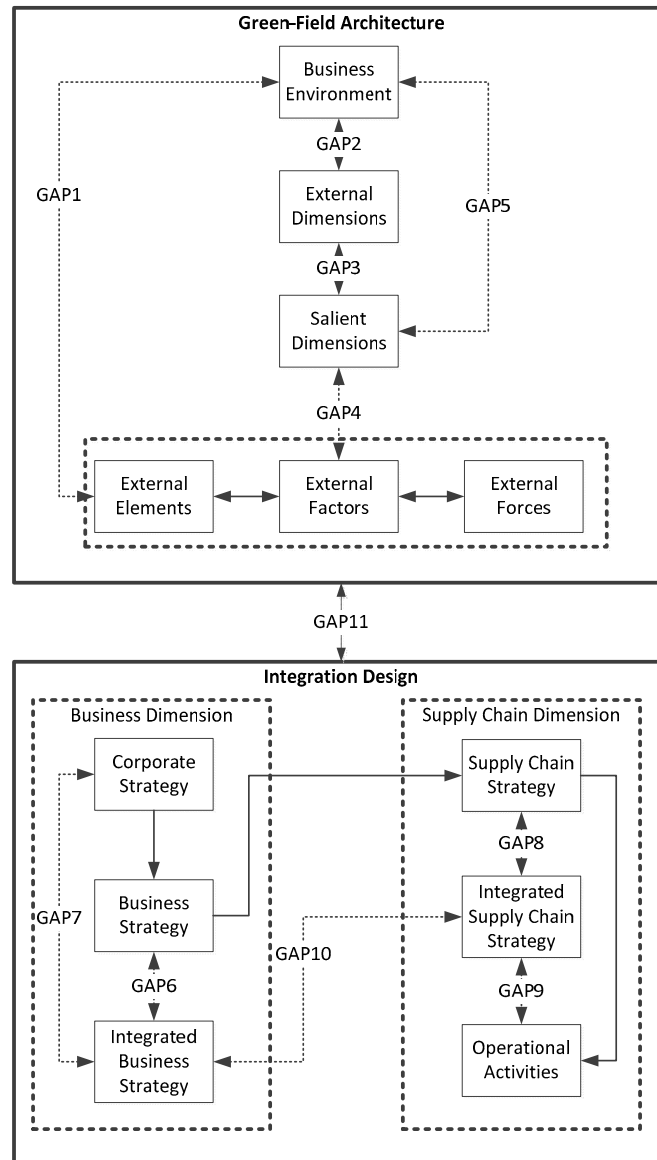 Green-Field Architecture
Business
Environment
GAP2
GAP1
External
Dimensions
GAP5
GAP3
Salient
Dimensions
GAP4
External
Elements
External
Factors
External
Forces
GAP11
Integration Design
Business Dimension
Supply Chain Dimension
Corporate
Strategy
Supply Chain
Strategy
GAP8
Business
Strategy
Integrated
Supply Chain
Strategy
GAP7
GAP10
GAP6
GAP9
Integrated
Business
Strategy
Operational
Activities